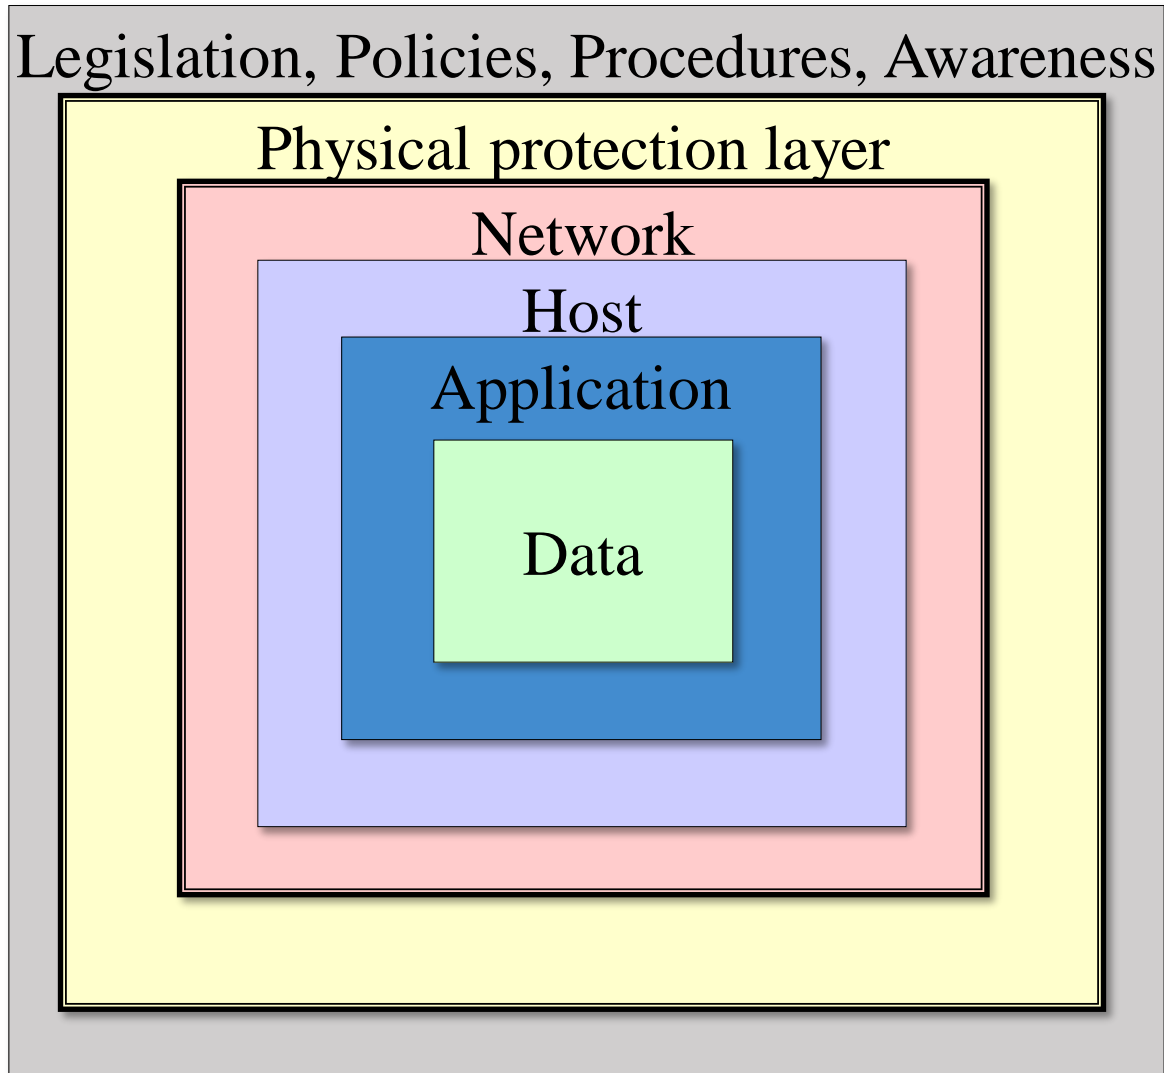 Legislation, Policies, Procedures, Awareness
Physical protection layer
Network
Host
Application
Data